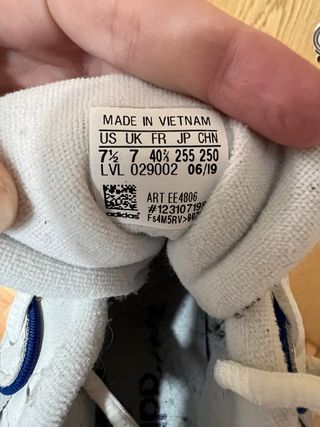 MADE IN VIETNAM
US UK FR JP CHN
7½ 7 40⅔ 255 250
LVL 029002 06/19
ART EE4806
adidas